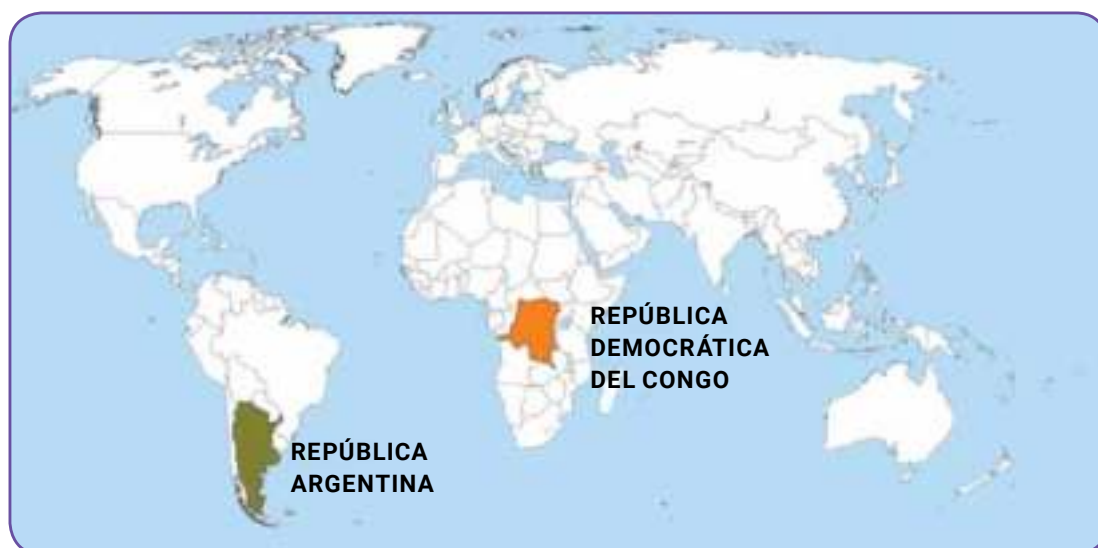 REPÚBLICA
DEMOCRÁTICA
DEL CONGO
REPÚBLICA
ARGENTINA